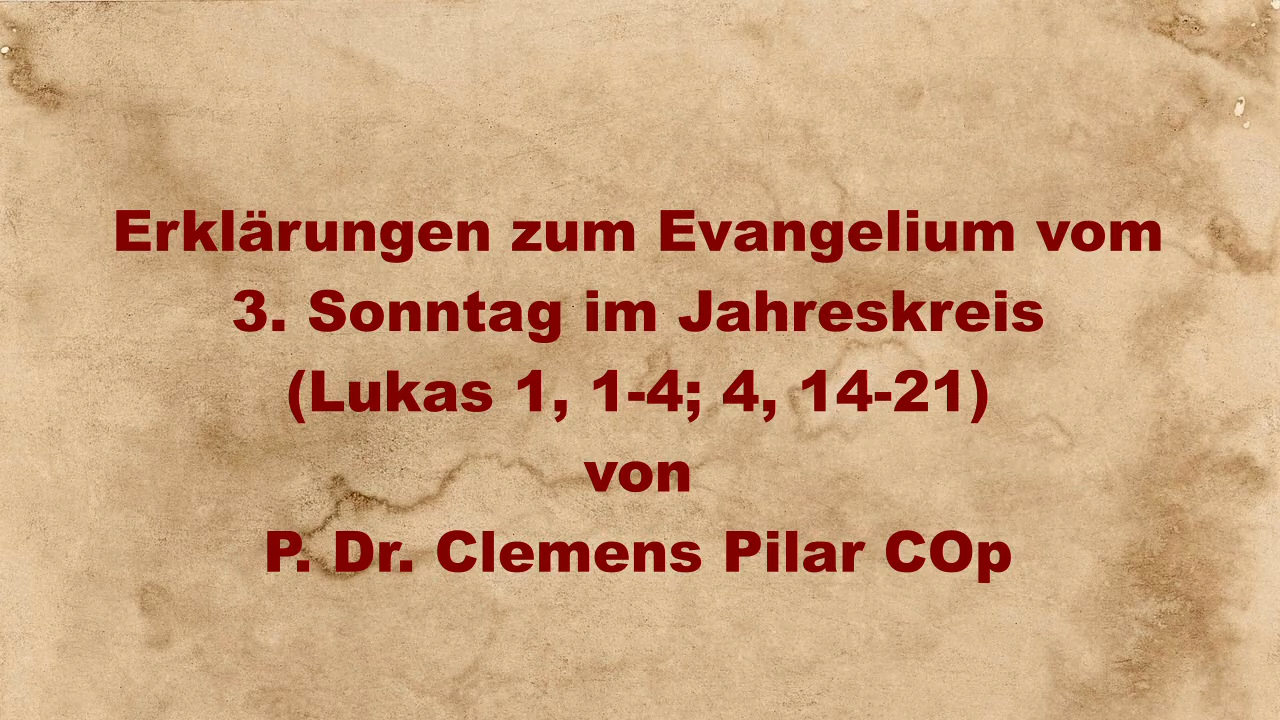 Erklärungen zum Evangelium vom
3. Sonntag im Jahreskreis
(Lukas 1, 1-4; 4, 14-21)
von
P. Dr. Clemens Pilar COp